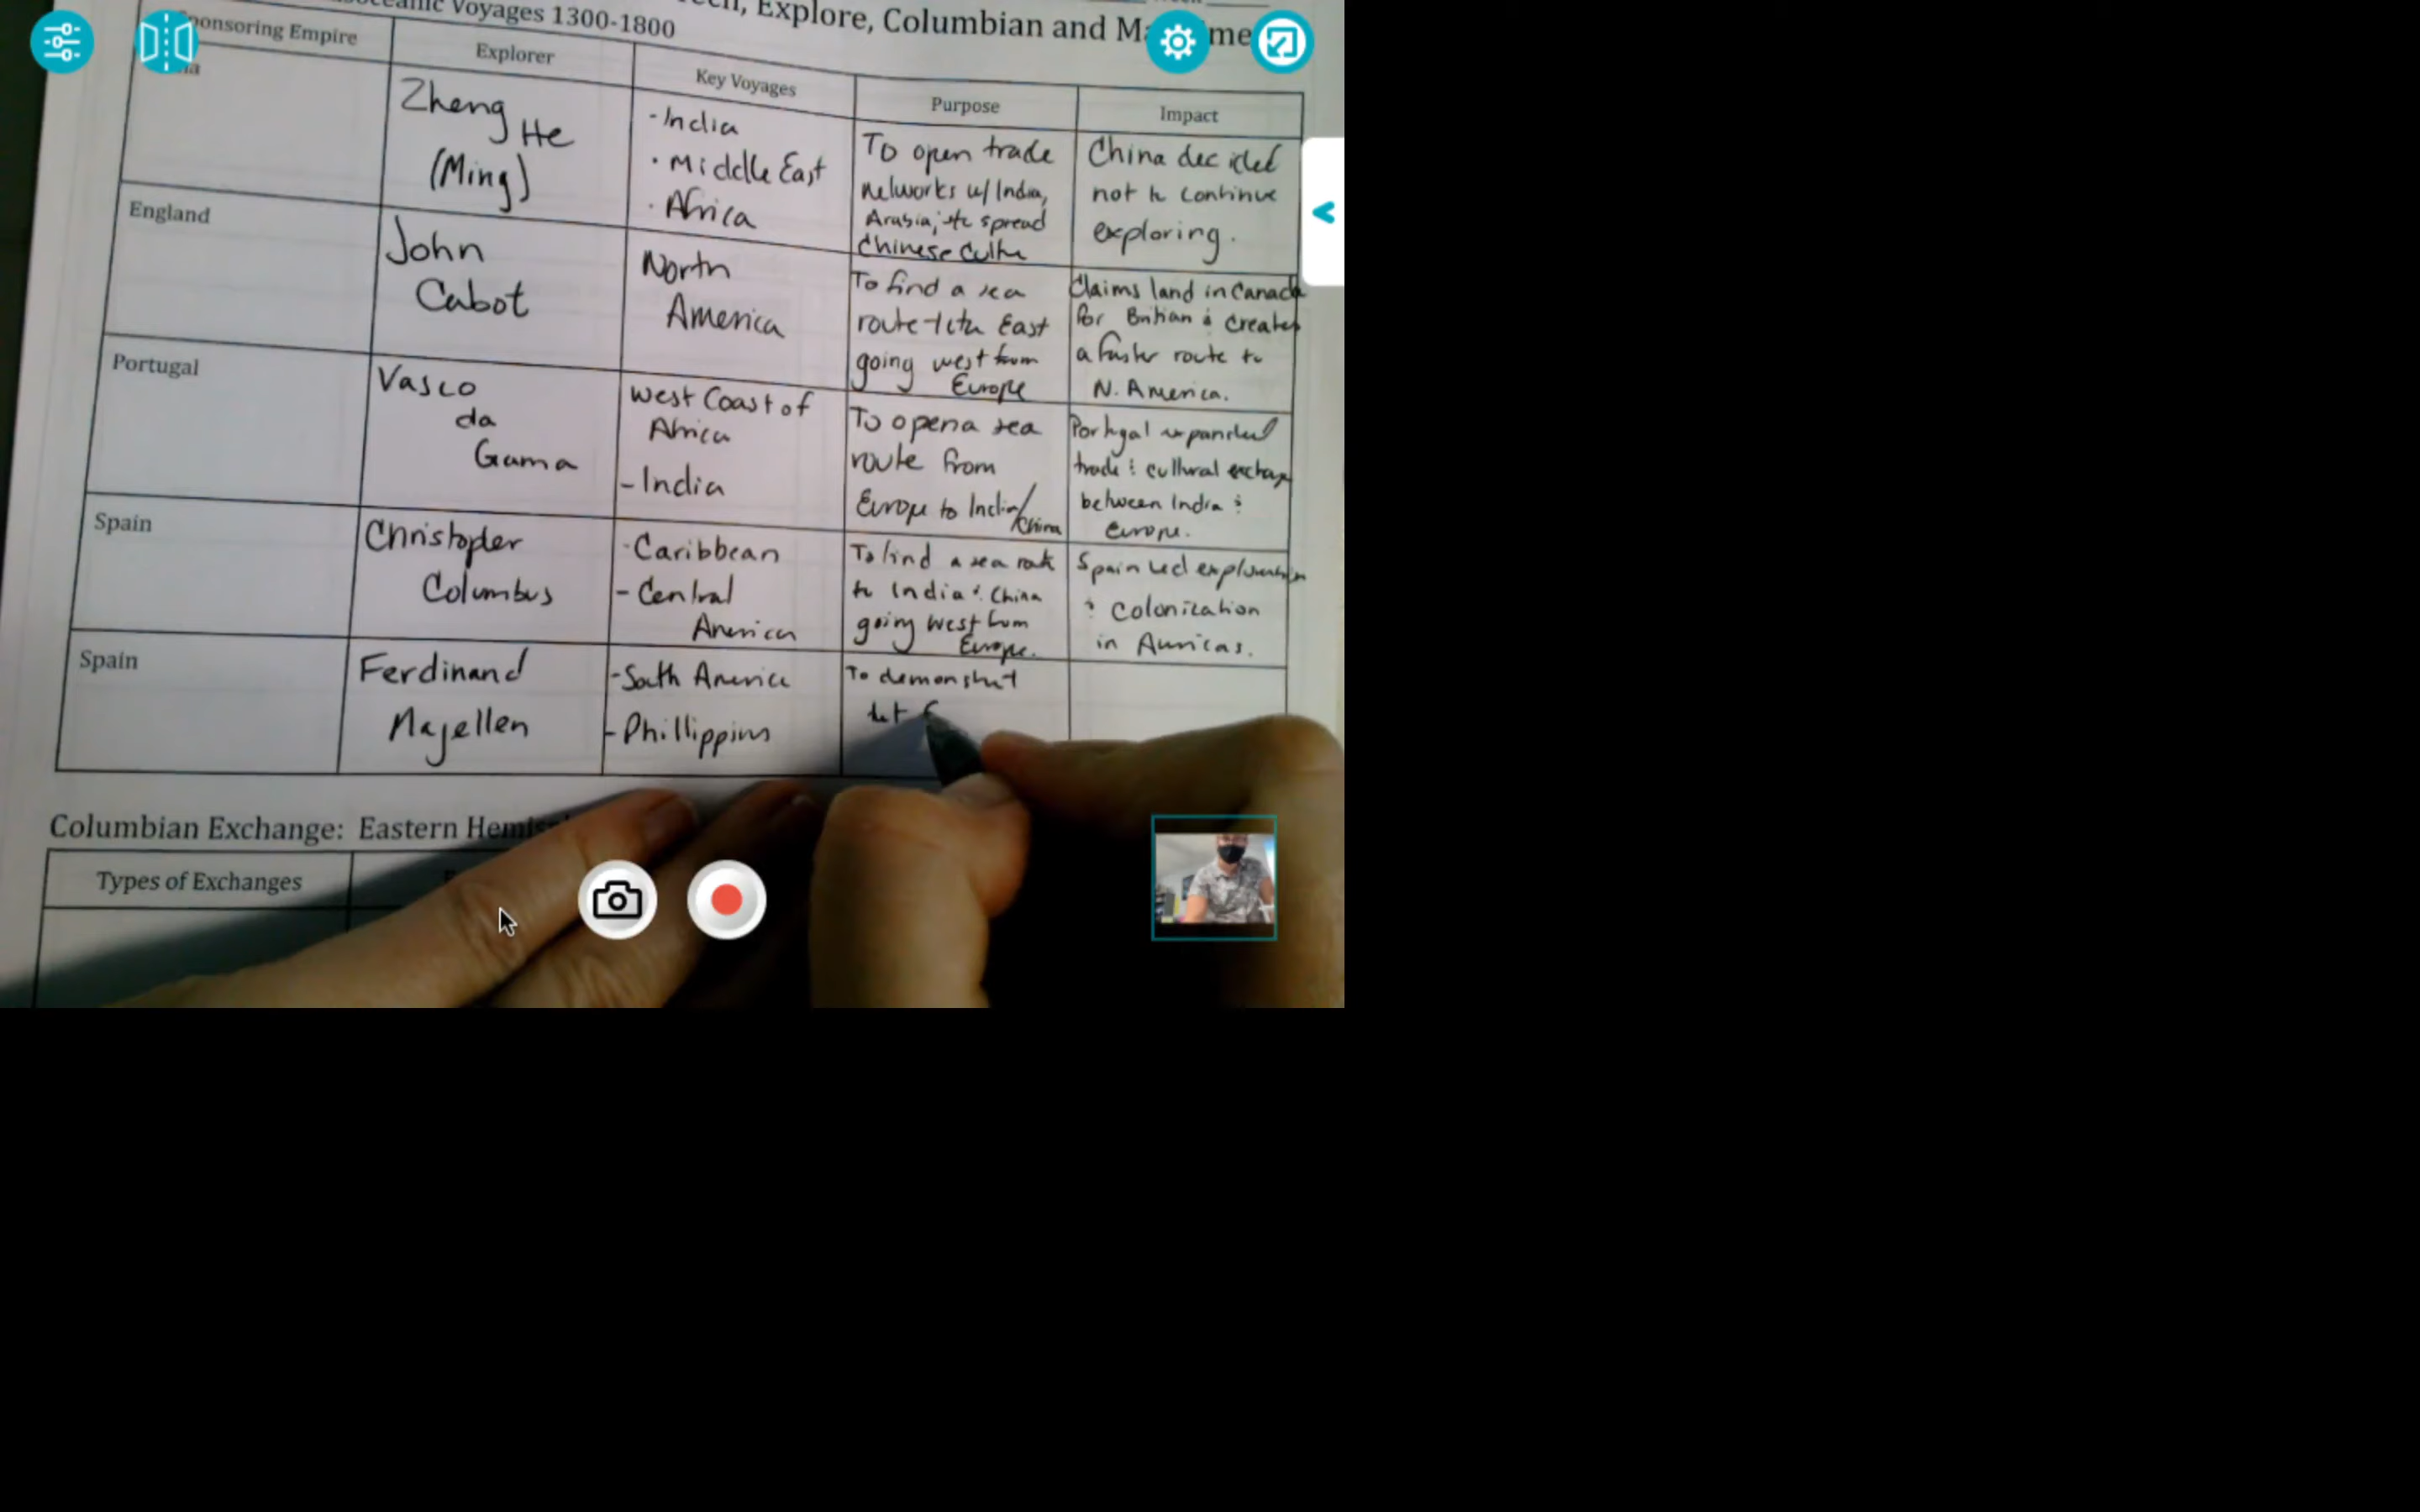 Voyages 1300-1800
Explore, Columbian and
Sponsoring Empire
Explorer
Key Voyages
Purpose
Impact
Zheng
He
(Ming)
- India
· Middle East
· Africa
To open trade
networks w/ India,
Arabia, etc spread
Chinese Cultre
China decided
not to continue
exploring.
England
John
Cabot
North
America
To find a sea
route to the East
going west from
Europe
Claims land in Canada
for Britian & creates
a faster route to
N. America.
Portugal
Vasco
da
Gama
West Coast of
Africa
- India
To open a sea
route from
Europe to India/
China
Portugal expanded
trade & cultural exchange
between India &
Europe.
Spain
Christopher
Columbus
· Caribbean
- Central
America
To find a sea route
to India & China
going west from
Europe.
Spain led exploration
& colonization
in Americas.
Spain
Ferdinand
Majellen
- South America
- Phillippins
To demonstrat
tht
Columbian Exchange: Eastern
Types of Exchanges